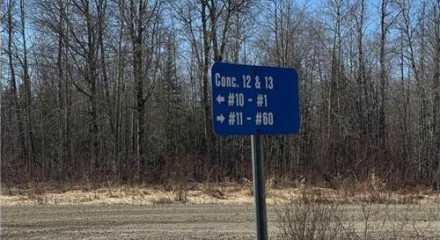 Conc. 12 & 13
← #10 - #1
→ #11 - #60